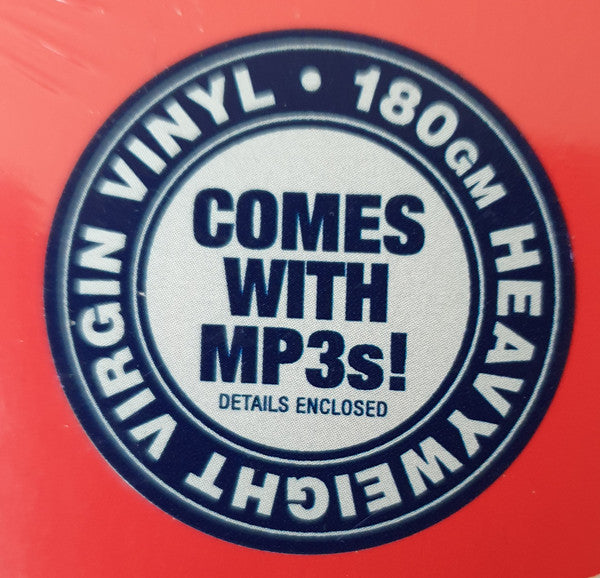 180GM HEAVYWEIGHT VIRGIN VINYL •
COMES
WITH
MP3s!
DETAILS ENCLOSED